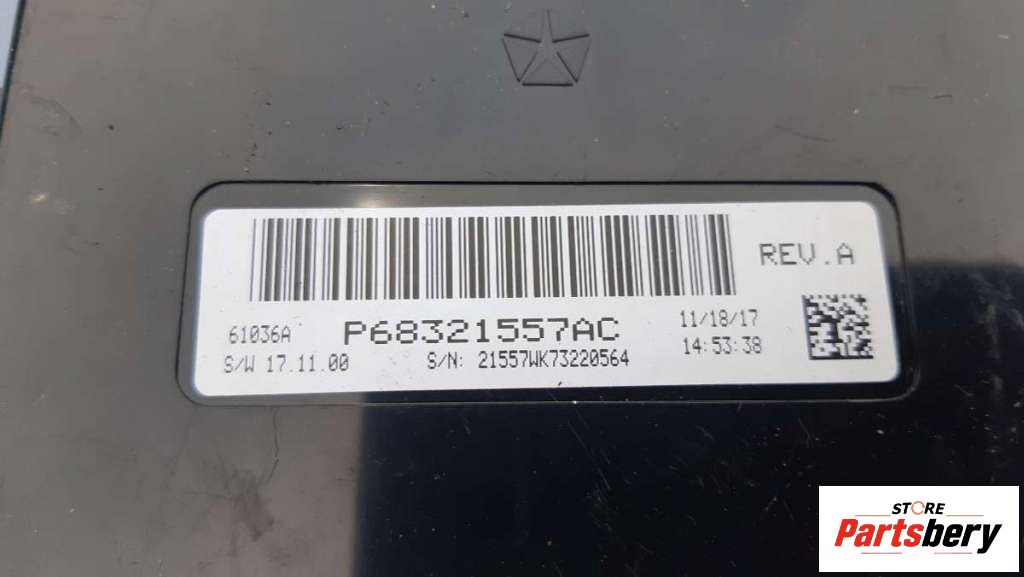 REV.A
61036A P68321557AC 11/18/17
S/W 17.11.00 S/N: 21557WK73220564 14:53:38
STORE
Partsbery